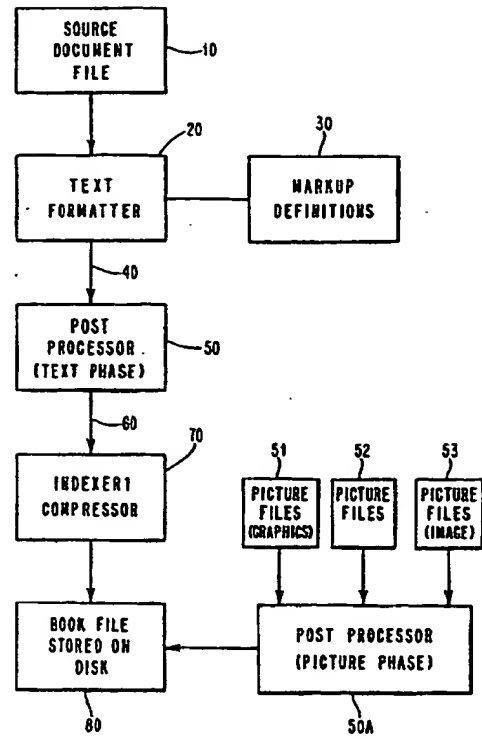 SOURCE
DOCUMENT
FILE
10
20
TEXT
FORMATTER
30
MARKUP
DEFINITIONS
40
POST
PROCESSOR.
(TEXT PHASE)
50
60
70
INDEXER1
COMPRESSOR
51
52
53
PICTURE
FILES
(GRAPHICS)
PICTURE
FILES
PICTURE
FILES
(IMAGE)
BOOK FILE
STORED ON
DISK
80
POST PROCESSOR
(PICTURE PHASE)
50A